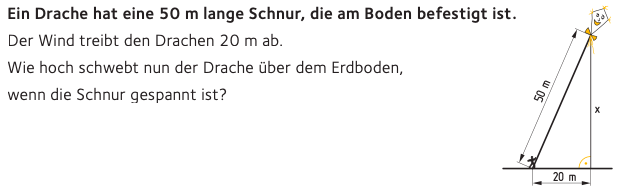 Ein Drache hat eine 50 m lange Schnur, die am Boden befestigt ist.
Der Wind treibt den Drachen 20 m ab.
Wie hoch schwebt nun der Drache über dem Erdboden,
wenn die Schnur gespannt ist?
50 m
x
20 m